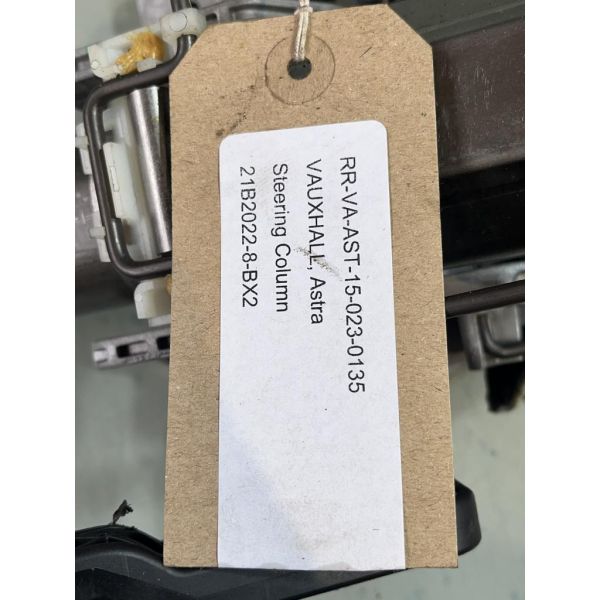 RR-VA-AST-15-023-0135
VAUXHALL, Astra
Steering Column
21B2022-8-BX2